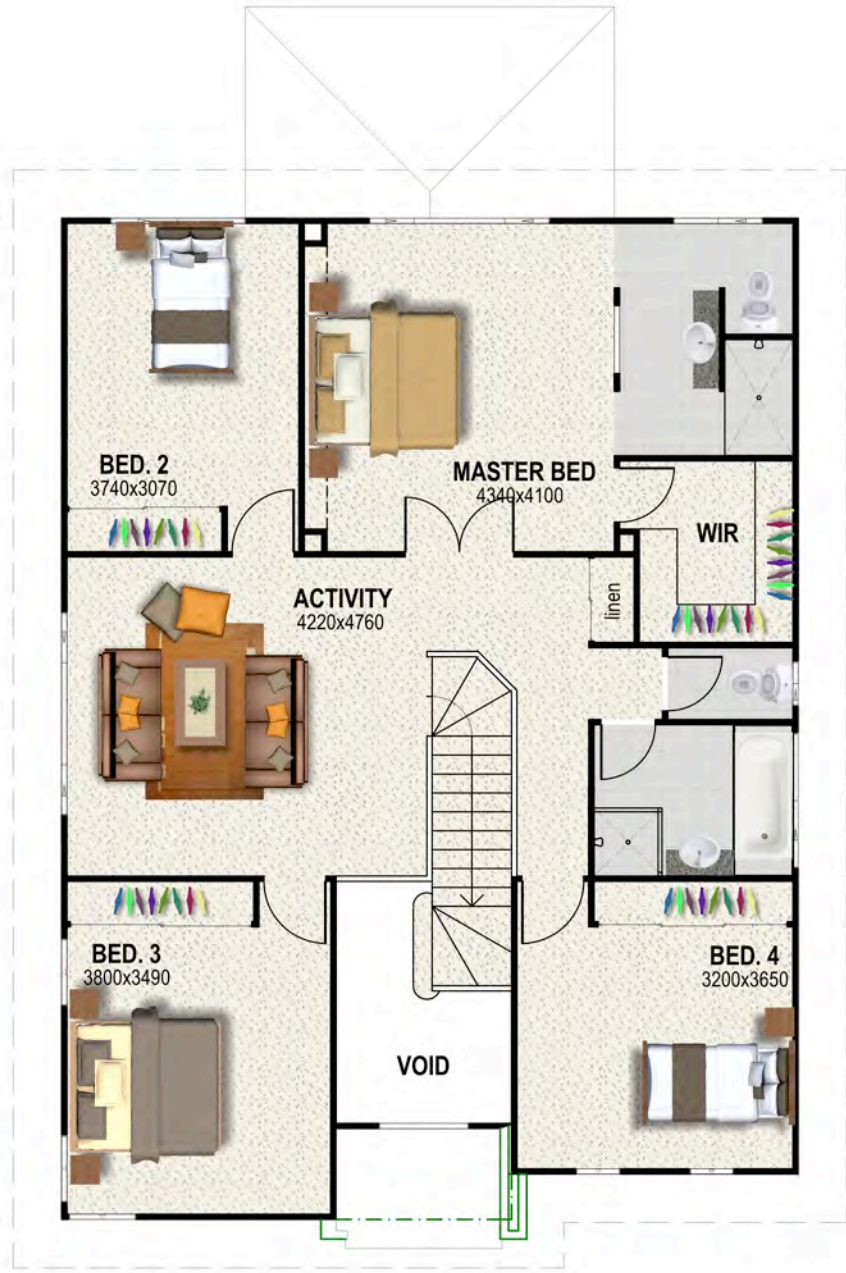 BED. 2
3740x3070
MASTER BED
4340x4100
WIR
ACTIVITY
4220x4760
linen
BED. 3
3800x3490
BED. 4
3200x3650
VOID